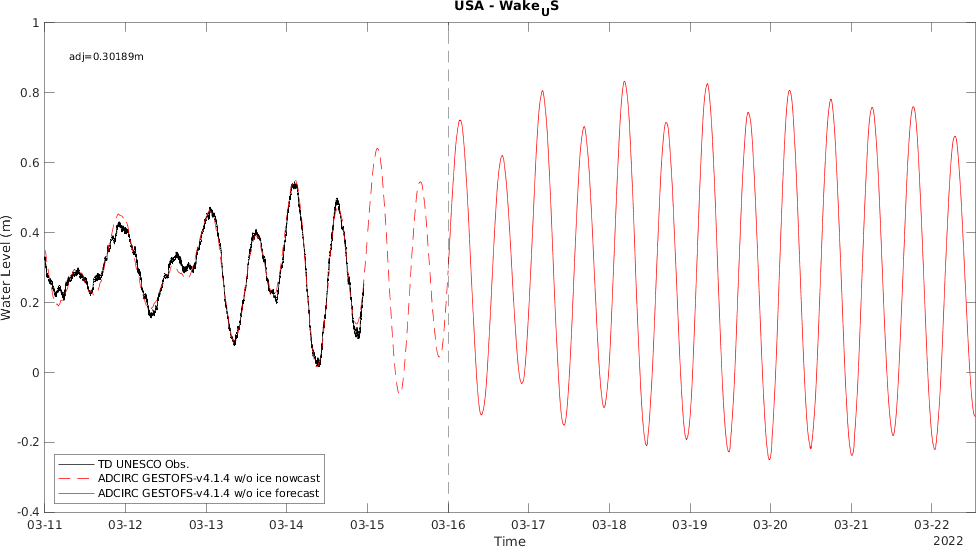 USA - WakeUS
1
adj=0.30189m
0.8
0.6
0.4
0.2
0
-0.2
-0.4
Water Level (m)
TD UNESCO Obs.
ADCIRC GESTOFS-v4.1.4 w/o ice nowcast
ADCIRC GESTOFS-v4.1.4 w/o ice forecast
03-11 03-12 03-13 03-14 03-15 03-16 03-17 03-18 03-19 03-20 03-21 03-22
Time
2022